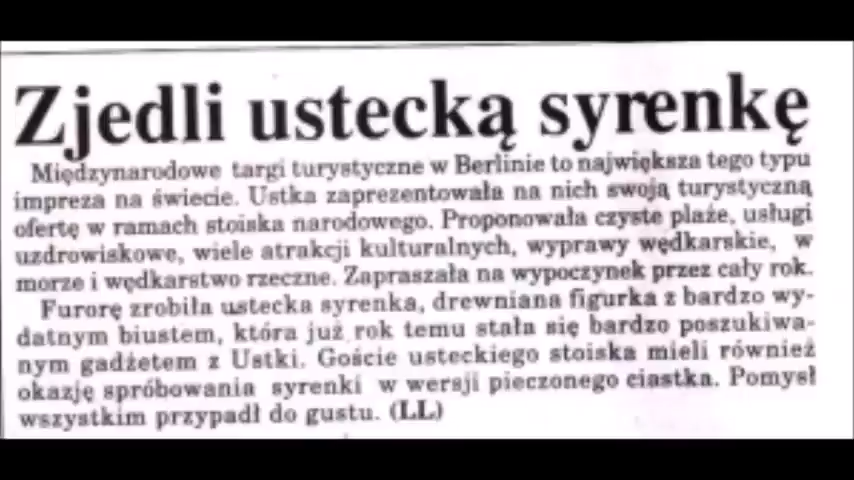 Zjedli ustecką syrenkę
Międzynarodowe targi turystyczne w Berlinie to największa tego typu
impreza na świecie. Ustka zaprezentowała na nich swoją turystyczną
ofertę w ramach stoiska narodowego. Proponowała czyste plaże, usługi
uzdrowiskowe, wiele atrakcji kulturalnych, wyprawy wędkarskie, w
morze i wędkarstwo rzeczne. Zapraszała na wypoczynek przez cały rok.
Furorę zrobiła ustecka syrenka, drewniana figurka z bardzo wy-
datnym biustem, która już rok temu stała się bardzo poszukiwa-
nym gadżetem z Ustki. Goście usteckiego stoiska mieli również
okazję spróbowania syrenki w wersji pieczonego ciastka. Pomysł
wszystkim przypadł do gustu. (LL)